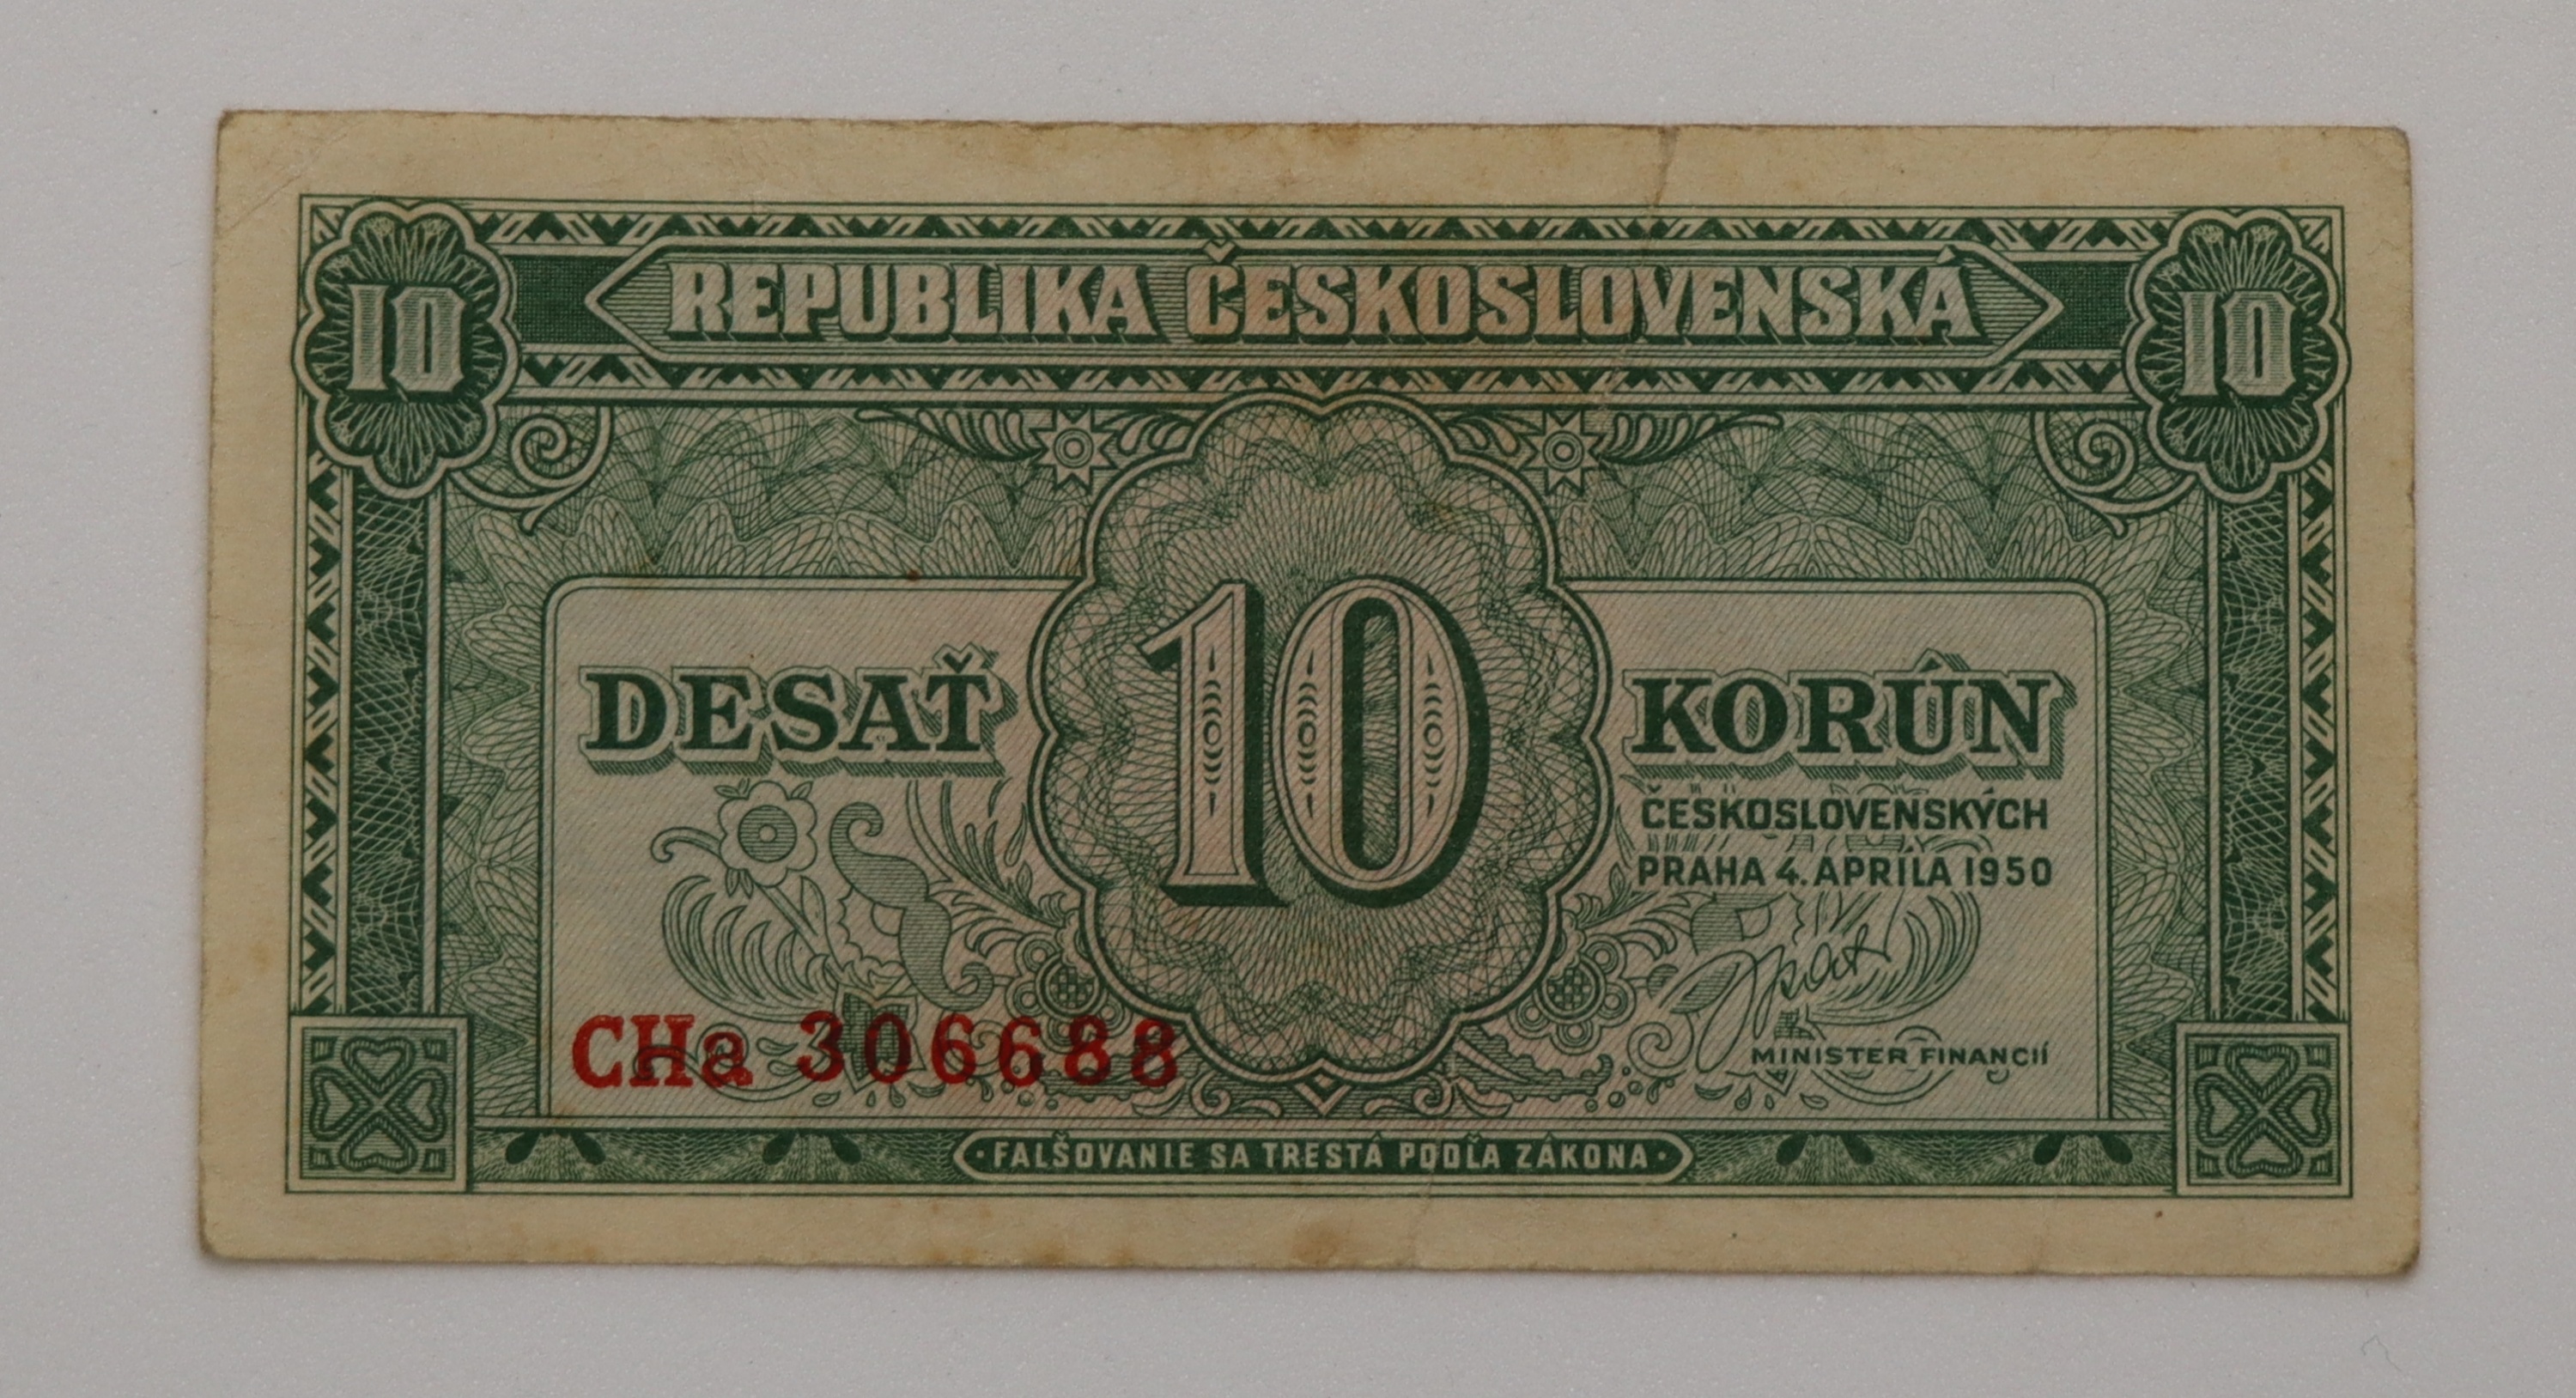 REPUBLIKA ČESKOSLOVENSKÁ
10 10
10
DESAŤ KORÚN
ČESKOSLOVENSKÝCH
PRAHA 4. APRÍLA 1950
CHa 306688
MINISTER FINANCIÍ
·FALŠOVANIE SA TRESTÁ PODĽA ZÁKONA·